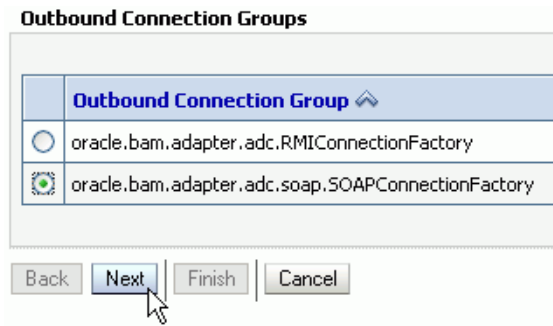 Outbound Connection Groups
Outbound Connection Group
oracle.bam.adapter.adc.RMIConnectionFactory
oracle.bam.adapter.adc.soap.SOAPConnectionFactory
Back Next Finish Cancel